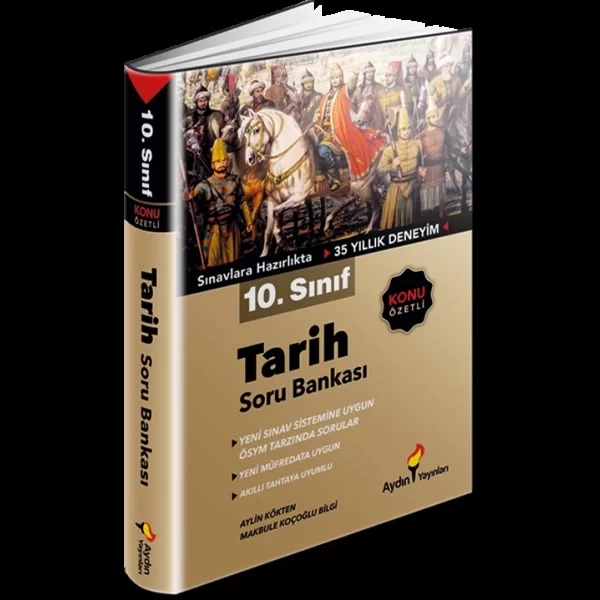 10. Sınıf
KONU
ÖZETLİ
Tarih Soru Bankası
Aydın
Yayınları
Sınavlara Hazırlıkta 35 YILLIK DENEYİM
10. Sınıf
KONU
ÖZETLİ
Tarih
Soru Bankası
YENİ SINAV SİSTEMİNE UYGUN
ÖSYM TARZINDA SORULAR
YENİ MÜFREDATA UYGUN
AKILLI TAHTAYA UYUMLU
Aydın Yayınları
AYLİN KÖKTEN
MAKBULE KOÇOĞLU BİLGİ